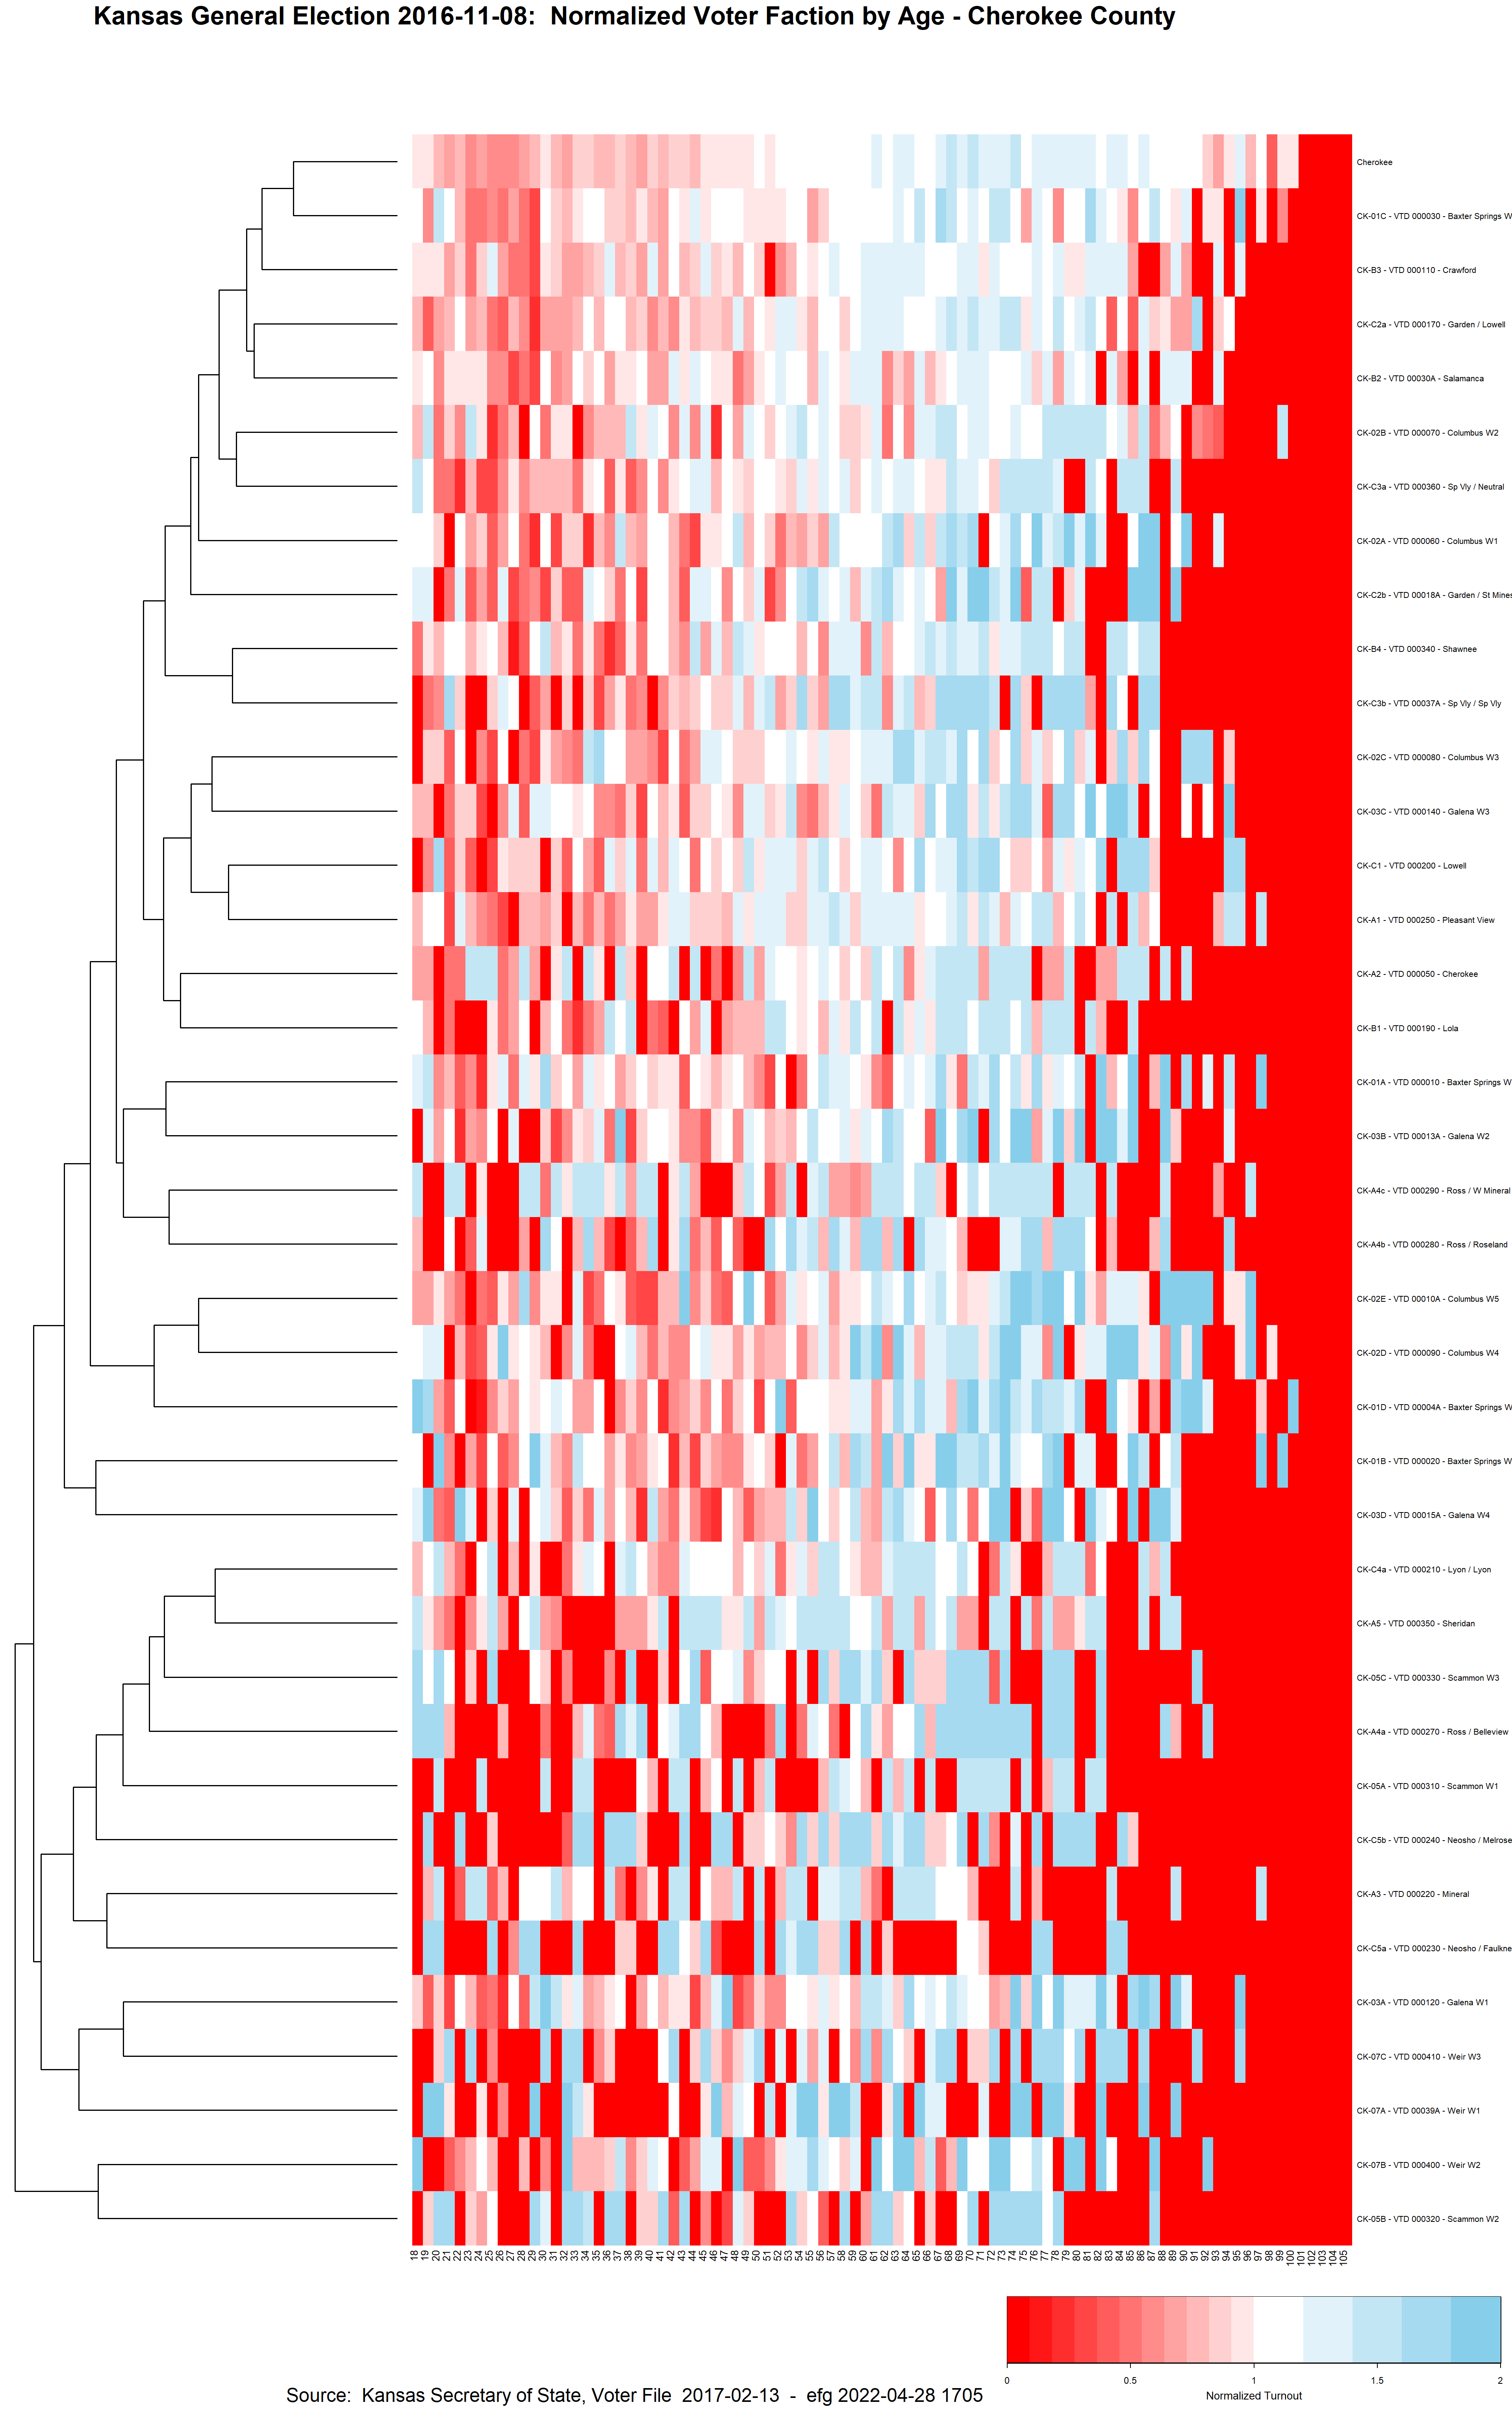 Kansas General Election 2016-11-08:  Normalized Voter Faction by Age - Cherokee County
Cherokee
CK-01C - VTD 000030 - Baxter Springs W
CK-B3 - VTD 000110 - Crawford
CK-C2a - VTD 000170 - Garden / Lowell
CK-B2 - VTD 00030A - Salamanca
CK-02B - VTD 000070 - Columbus W2
CK-C3a - VTD 000360 - Sp Vly / Neutral
CK-02A - VTD 000060 - Columbus W1
CK-C2b - VTD 00018A - Garden / St Mines
CK-B4 - VTD 000340 - Shawnee
CK-C3b - VTD 00037A - Sp Vly / Sp Vly
CK-02C - VTD 000080 - Columbus W3
CK-03C - VTD 000140 - Galena W3
CK-C1 - VTD 000200 - Lowell
CK-A1 - VTD 000250 - Pleasant View
CK-A2 - VTD 000050 - Cherokee
CK-B1 - VTD 000190 - Lola
CK-01A - VTD 000010 - Baxter Springs W
CK-03B - VTD 00013A - Galena W2
CK-A4c - VTD 000290 - Ross / W Mineral
CK-A4b - VTD 000280 - Ross / Roseland
CK-02E - VTD 00010A - Columbus W5
CK-02D - VTD 000090 - Columbus W4
CK-01D - VTD 00004A - Baxter Springs W
CK-01B - VTD 000020 - Baxter Springs W
CK-03D - VTD 00015A - Galena W4
CK-C4a - VTD 000210 - Lyon / Lyon
CK-A5 - VTD 000350 - Sheridan
CK-05C - VTD 000330 - Scammon W3
CK-A4a - VTD 000270 - Ross / Belleview
CK-05A - VTD 000310 - Scammon W1
CK-C5b - VTD 000240 - Neosho / Melrose
CK-A3 - VTD 000220 - Mineral
CK-C5a - VTD 000230 - Neosho / Faulkne
CK-03A - VTD 000120 - Galena W1
CK-07C - VTD 000410 - Weir W3
CK-07A - VTD 00039A - Weir W1
CK-07B - VTD 000400 - Weir W2
CK-05B - VTD 000320 - Scammon W2
18 19 20 21 22 23 24 25 26 27 28 29 30 31 32 33 34 35 36 37 38 39 40 41 42 43 44 45 46 47 48 49 50 51 52 53 54 55 56 57 58 59 60 61 62 63 64 65 66 67 68 69 70 71 72 73 74 75 76 77 78 79 80 81 82 83 84 85 86 87 88 89 90 91 92 93 94 95 96 97 98 99 100 101 102 103 104 105
0 0.5 1 1.5 2
Normalized Turnout
Source:  Kansas Secretary of State, Voter File  2017-02-13  -  efg 2022-04-28 1705